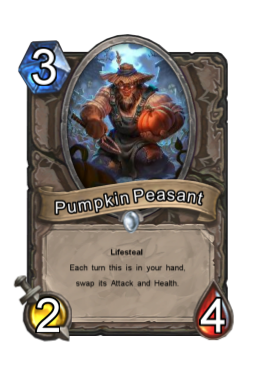 3
Pumpkin Peasant
Lifesteal
Each turn this is in your hand,
swap its Attack and Health.
2
4